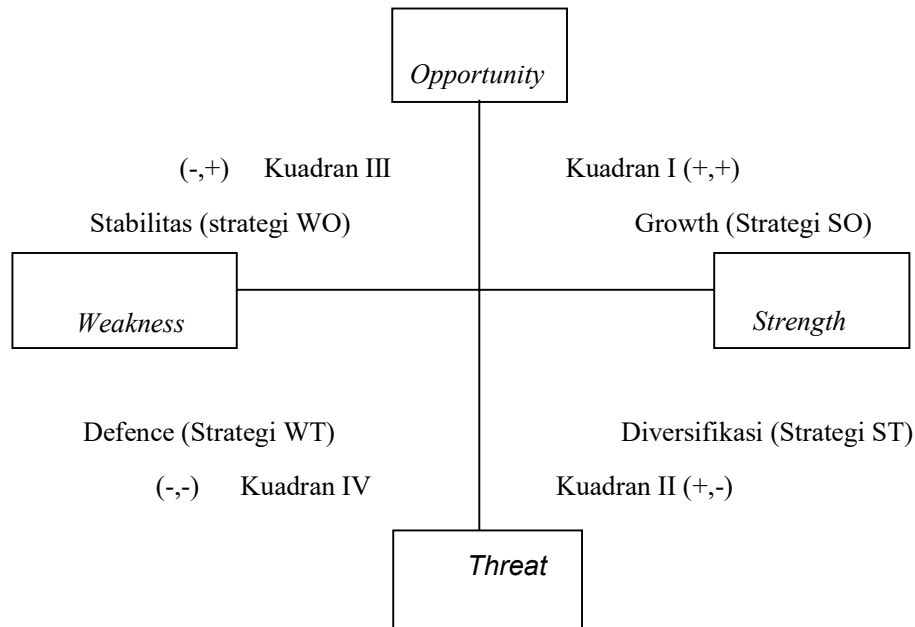 Opportunity
(-,+) Kuadran III Kuadran I (+,+)
Stabilitas (strategi WO) Growth (Strategi SO)
Weakness Strength
Defence (Strategi WT) Diversifikasi (Strategi ST)
(-,-) Kuadran IV Kuadran II (+,-)
Threat